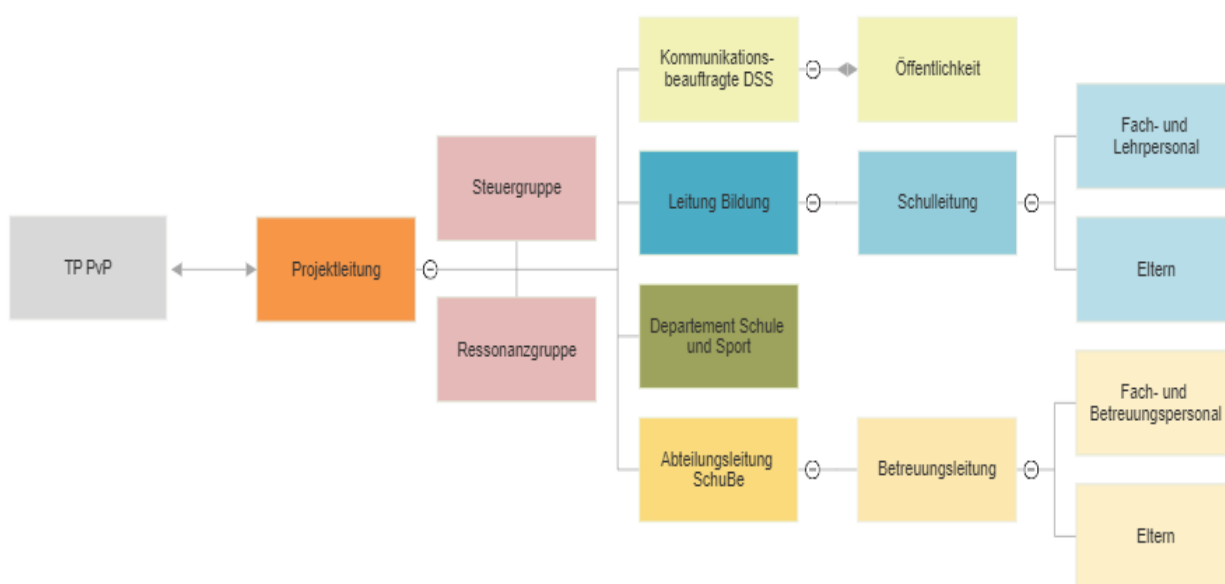 TP PvP
Projektleitung
Steuergruppe
Ressonanzgruppe
Kommunikations-
beauftragte DSS
Öffentlichkeit
Leitung Bildung
Schulleitung
Fach- und
Lehrpersonal
Eltern
Departement Schule
und Sport
Abteilungsleitung
SchuBe
Betreuungsleitung
Fach- und
Betreuungspersonal
Eltern